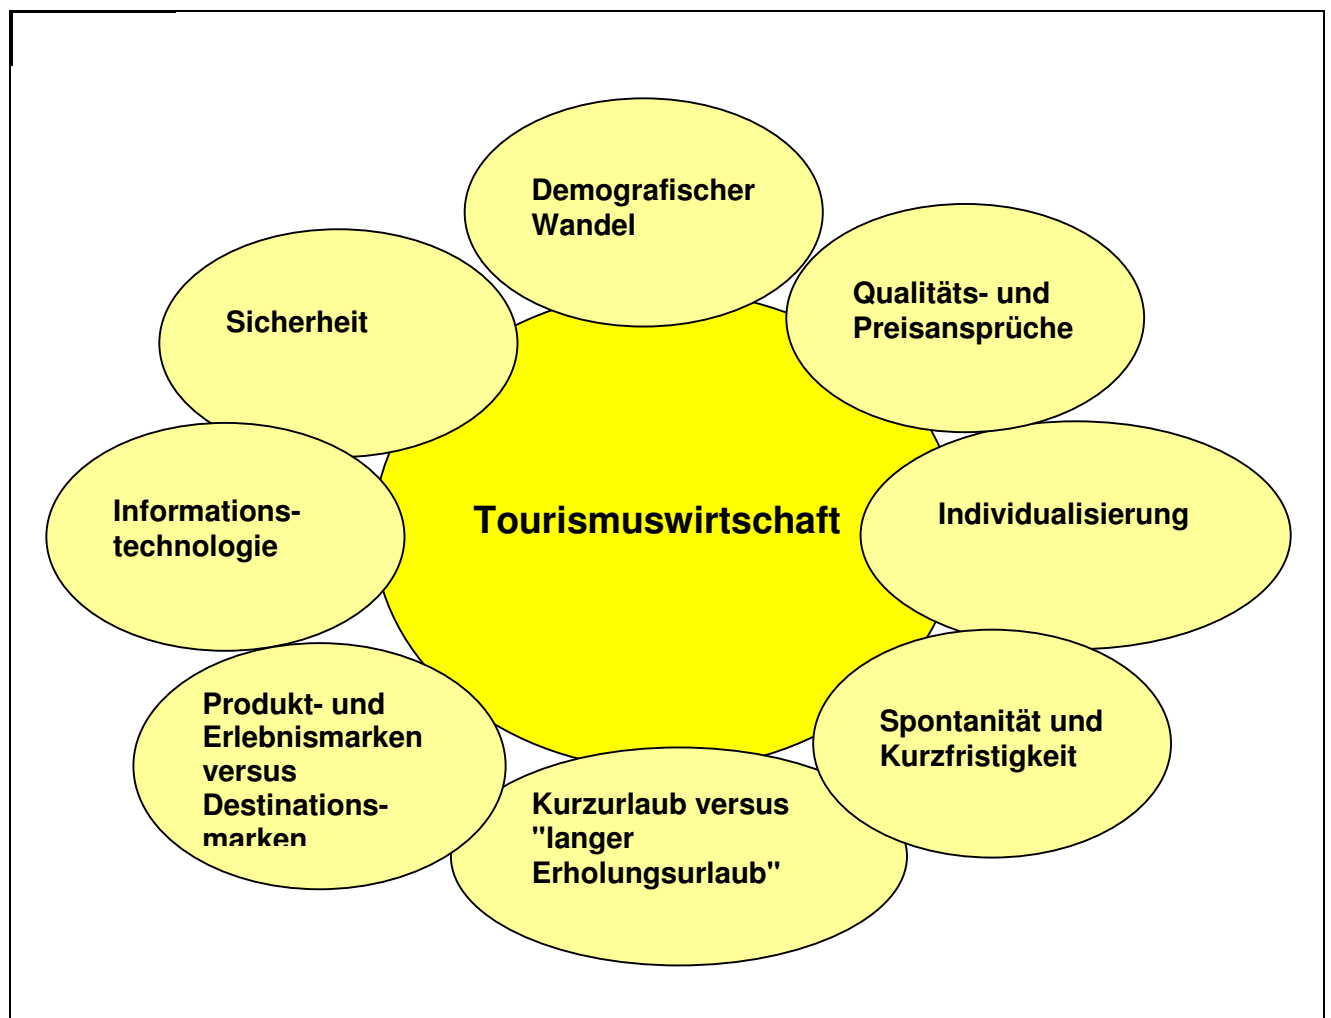 Demografischer
Wandel
Qualitäts- und
Preisansprüche
Sicherheit
Informations-
technologie
Tourismuswirtschaft
Individualisierung
Produkt- und
Erlebnismarken
versus
Destinations-
marken
Spontanität und
Kurzfristigkeit
Kurzurlaub versus
"langer
Erholungsurlaub"